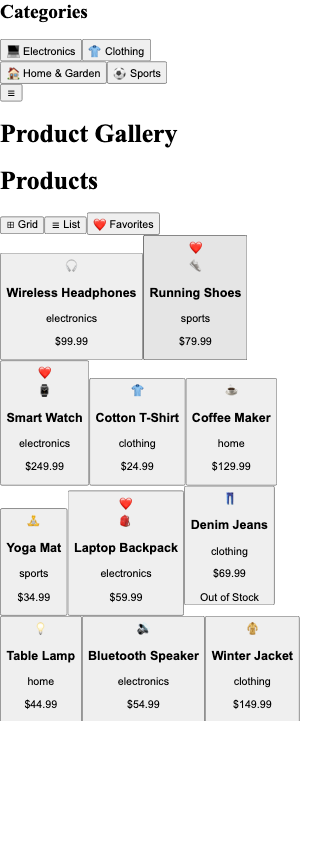 Categories
💻 Electronics 👕 Clothing
🏠 Home & Garden ⚽ Sports
≡
Product Gallery
Products
⊞ Grid ≡ List ❤️ Favorites
Wireless Headphones
electronics
$99.99
Running Shoes
sports
$79.99
Smart Watch
electronics
$249.99
Cotton T-Shirt
clothing
$24.99
Coffee Maker
home
$129.99
Yoga Mat
sports
$34.99
Laptop Backpack
electronics
$59.99
Denim Jeans
clothing
$69.99
Out of Stock
Table Lamp
home
$44.99
Bluetooth Speaker
electronics
$54.99
Winter Jacket
clothing
$149.99